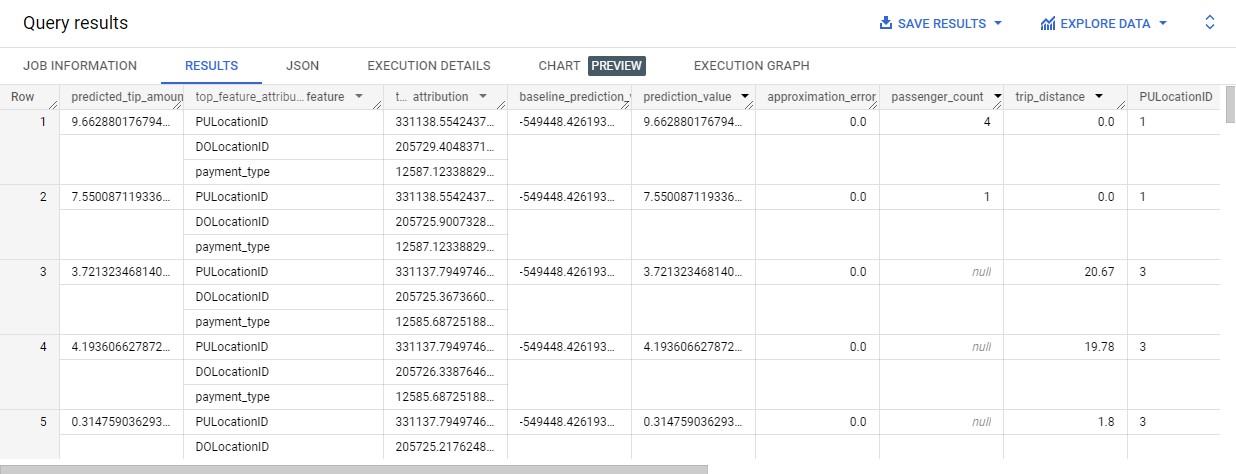 Query results SAVE RESULTS EXPLORE DATA
JOB INFORMATION RESULTS JSON EXECUTION DETAILS CHART PREVIEW EXECUTION GRAPH
Row predicted_tip_amoun top_feature_attribu... feature t... attribution baseline_prediction_v prediction_value approximation_error passenger_count trip_distance PULocationID
1 9.662880176794... PULocationID 331138.5542437... -549448.426193... 9.662880176794... 0.0 4 0.0 1
DOLocationID 205729.4048371...
payment_type 12587.12338829...
2 7.550087119336... PULocationID 331138.5542437... -549448.426193... 7.550087119336... 0.0 1 0.0 1
DOLocationID 205725.9007328...
payment_type 12587.12338829...
3 3.721323468140... PULocationID 331137.7949746... -549448.426193... 3.721323468140... 0.0 null 20.67 3
DOLocationID 205725.3673660...
payment_type 12585.68725188...
4 4.193606627872... PULocationID 331137.7949746... -549448.426193... 4.193606627872... 0.0 null 19.78 3
DOLocationID 205726.3387646...
payment_type 12585.68725188...
5 0.314759036293... PULocationID 331137.7949746... -549448.426193... 0.314759036293... 0.0 null 1.8 3
DOLocationID 205725.2176248...